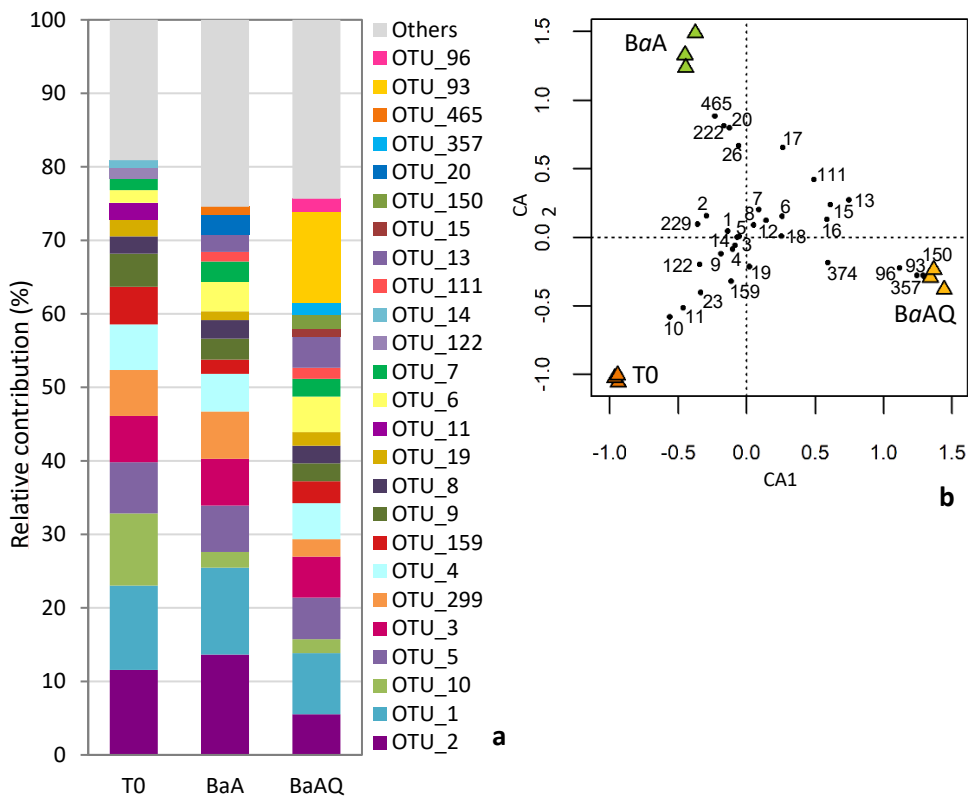 Relative contribution (%)
100
90
80
70
60
50
40
30
20
10
0
T0 BaA BaAQ
Others
OTU_96
OTU_93
OTU_465
OTU_357
OTU_20
OTU_150
OTU_15
OTU_13
OTU_111
OTU_14
OTU_122
OTU_7
OTU_6
OTU_11
OTU_19
OTU_8
OTU_9
OTU_159
OTU_4
OTU_299
OTU_3
OTU_5
OTU_10
OTU_1
OTU_2
a
CA
2
1.5
1.0
0.5
0.0
-0.5
-1.0
BaA
465
20
222
26
17
111
2
7
6
13
229
1
8
15
5
12
18
16
14
3
9
4
122
19
374
150
96
93
357
23
159
BaAQ
10
11
T0
-1.0 -0.5 0.0 0.5 1.0 1.5
CA1
b